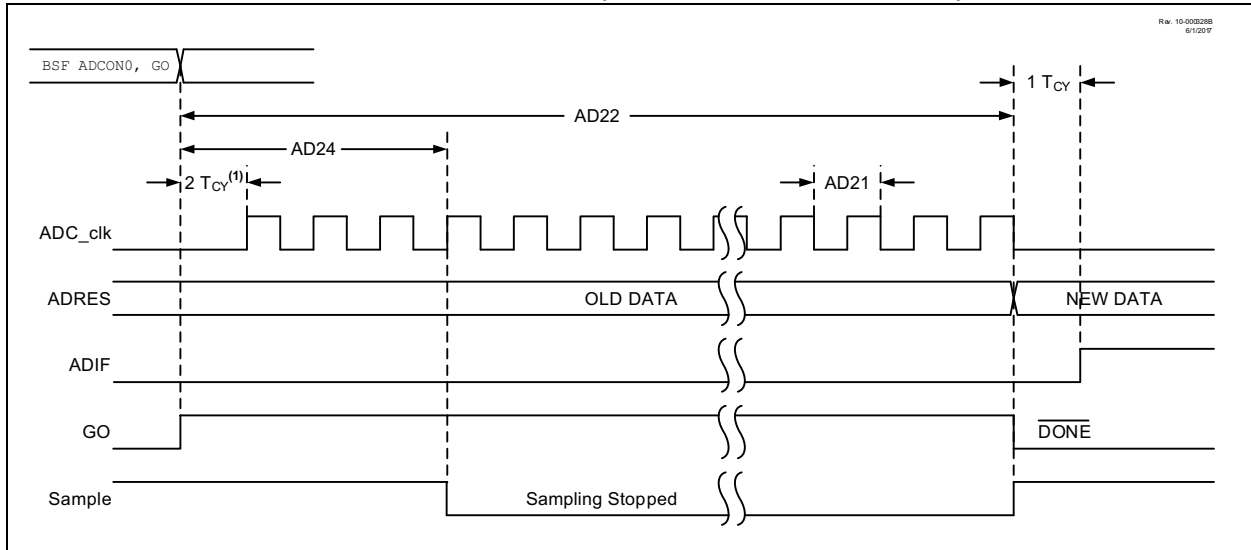 Rev. 10-000328B
6/1/2017
BSF ADCON0, GO
1 TCY
AD22
AD24
2 TCY(1)
AD21
ADC_clk
ADRES
OLD DATA
NEW DATA
ADIF
GO
DONE
Sample
Sampling Stopped